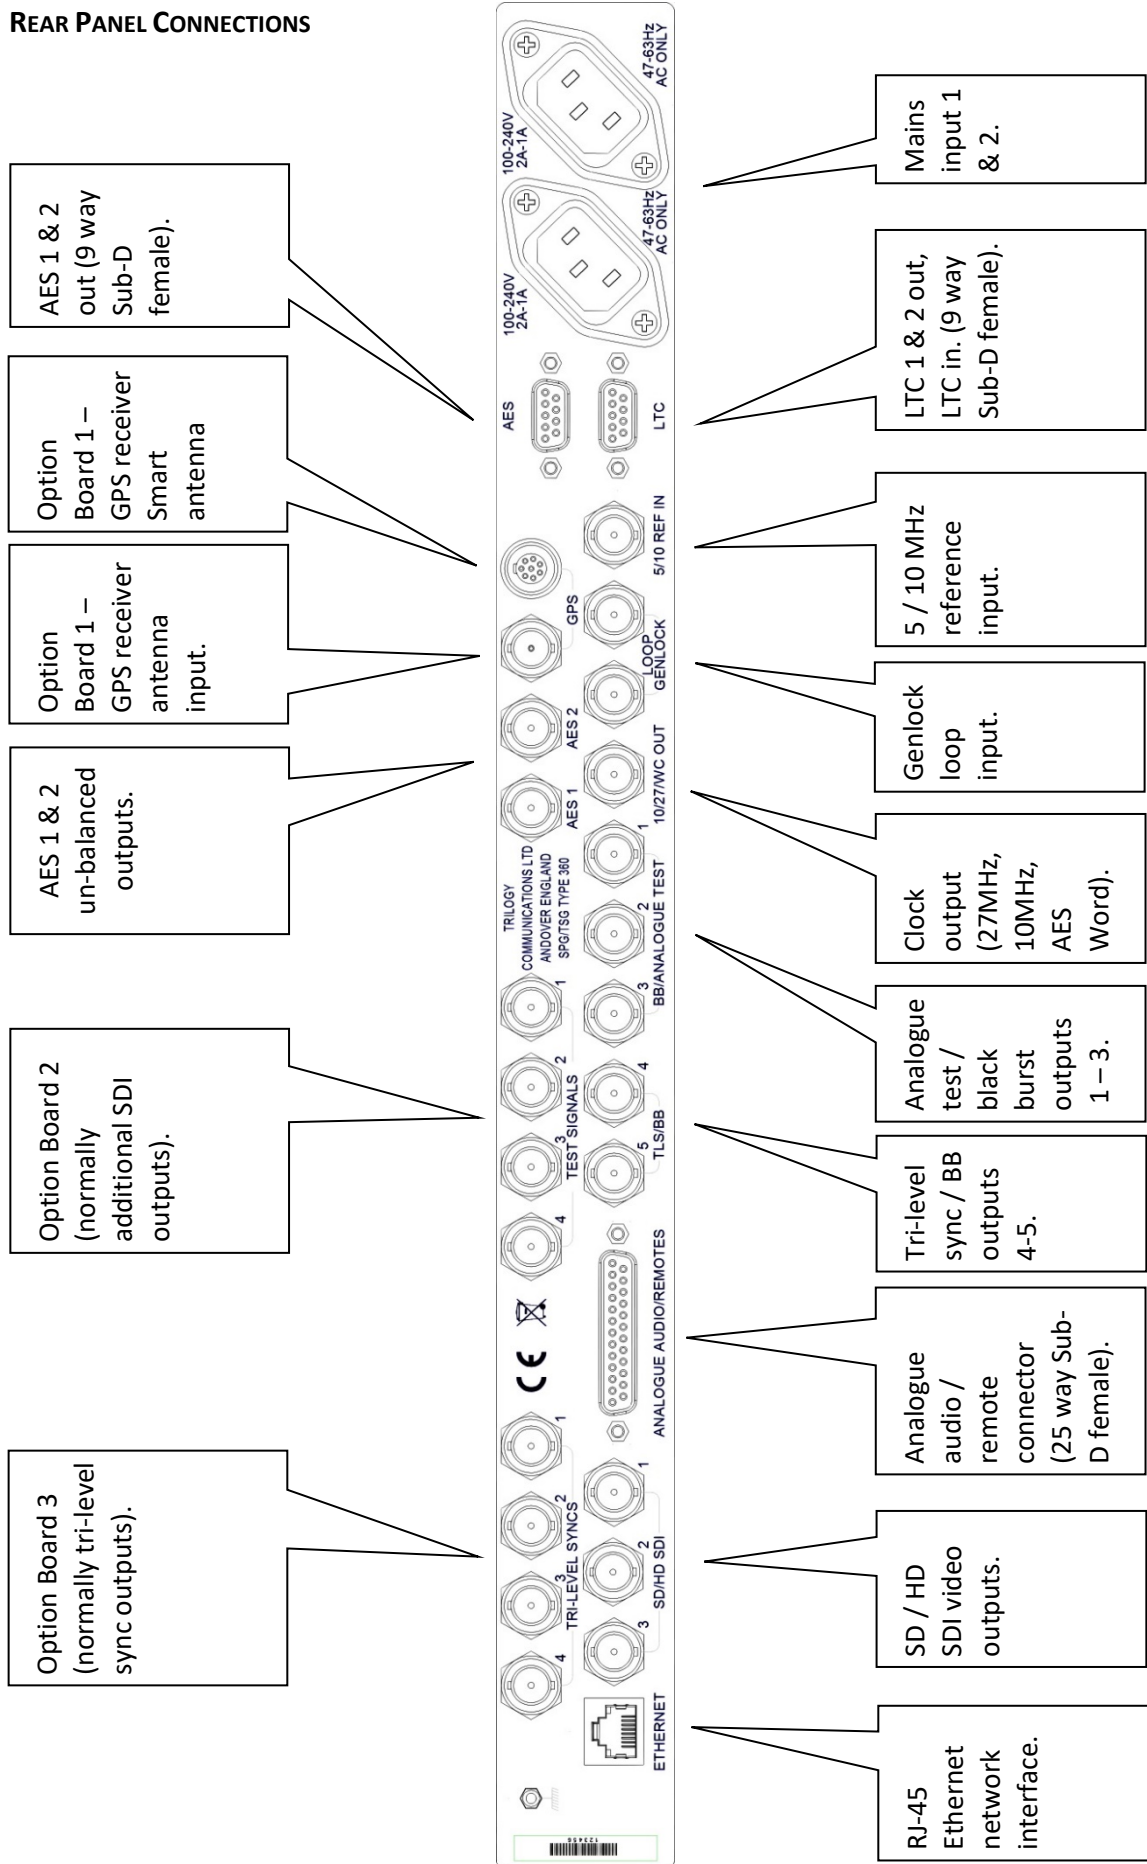 REAR PANEL CONNECTIONS
Option Board 3
(normally tri-level
sync outputs).
Option Board 2
(normally
additional SDI
outputs).
AES 1 & 2
un-balanced
outputs.
Option
Board 1 –
GPS receiver
antenna
input.
Option
Board 1 –
GPS receiver
Smart
antenna
AES 1 & 2
out (9 way
Sub-D
female).
123456
4
3
2
1
TRI-LEVEL SYNCS
CE
4
3
2
1
TEST SIGNALS
TRILOGY
COMMUNICATIONS LTD
ANDOVER ENGLAND
SPG/TSG TYPE 360
AES 1
AES 2
GPS
AES
100-240V
2A-1A
100-240V
2A-1A
ETHERNET
3
2
1
SD/HD SDI
ANALOGUE AUDIO/REMOTES
5
4
TLS/BB
3
2
1
BB/ANALOGUE TEST
10/27/WC OUT
LOOP
GENLOCK
5/10 REF IN
LTC
47-63Hz
AC ONLY
47-63Hz
AC ONLY
RJ-45
Ethernet
network
interface.
SD / HD
SDI video
outputs.
Analogue
audio /
remote
connector
(25 way Sub-
D female).
Tri-level
sync / BB
outputs
4-5.
Analogue
test /
black
burst
outputs
1 – 3.
Clock
output
(27MHz,
10MHz,
AES
Word).
Genlock
loop
input.
5 / 10 MHz
reference
input.
LTC 1 & 2 out,
LTC in. (9 way
Sub-D female).
Mains
input 1
& 2.